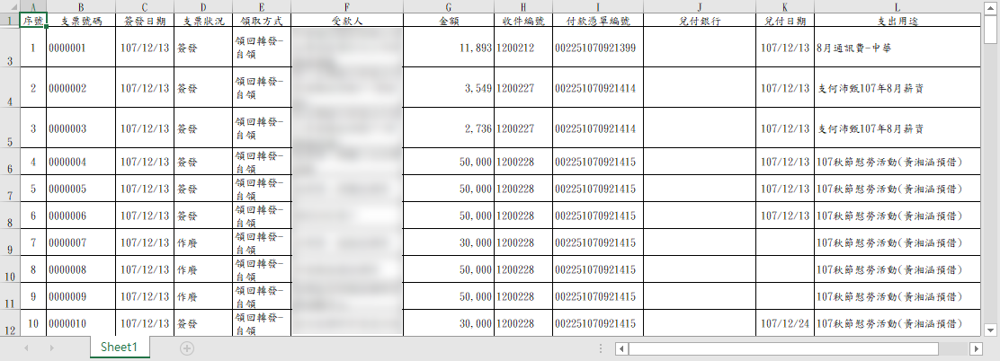 A B C D E F G H I J K L
1 序號 支票號碼 簽發日期 支票狀況 領取方式 受款人 金額 收件編號 付款憑單編號 兌付銀行 兌付日期 支出用途
3 1 0000001 107/12/13 簽發 領回轉發-自領 11,893 1200212 002251070921399 107/12/13 8月通訊費-中華
4 2 0000002 107/12/13 簽發 領回轉發-自領 3,549 1200227 002251070921414 107/12/13 支何沛甄107年8月薪資
5 3 0000003 107/12/13 簽發 領回轉發-自領 2,736 1200227 002251070921414 107/12/13 支何沛甄107年8月薪資
6 4 0000004 107/12/13 簽發 領回轉發-自領 50,000 1200228 002251070921415 107/12/13 107秋節慰勞活動(黃湘涵預借)
7 5 0000005 107/12/13 簽發 領回轉發-自領 50,000 1200228 002251070921415 107/12/13 107秋節慰勞活動(黃湘涵預借)
8 6 0000006 107/12/13 簽發 領回轉發-自領 50,000 1200228 002251070921415 107/12/13 107秋節慰勞活動(黃湘涵預借)
9 7 0000007 107/12/13 作廢 領回轉發-自領 30,000 1200228 002251070921415 107秋節慰勞活動(黃湘涵預借)
10 8 0000008 107/12/13 作廢 領回轉發-自領 50,000 1200228 002251070921415 107秋節慰勞活動(黃湘涵預借)
11 9 0000009 107/12/13 作廢 領回轉發-自領 50,000 1200228 002251070921415 107秋節慰勞活動(黃湘涵預借)
12 10 0000010 107/12/13 簽發 領回轉發-自領 30,000 1200228 002251070921415 107/12/24 107秋節慰勞活動(黃湘涵預借)
Sheet1